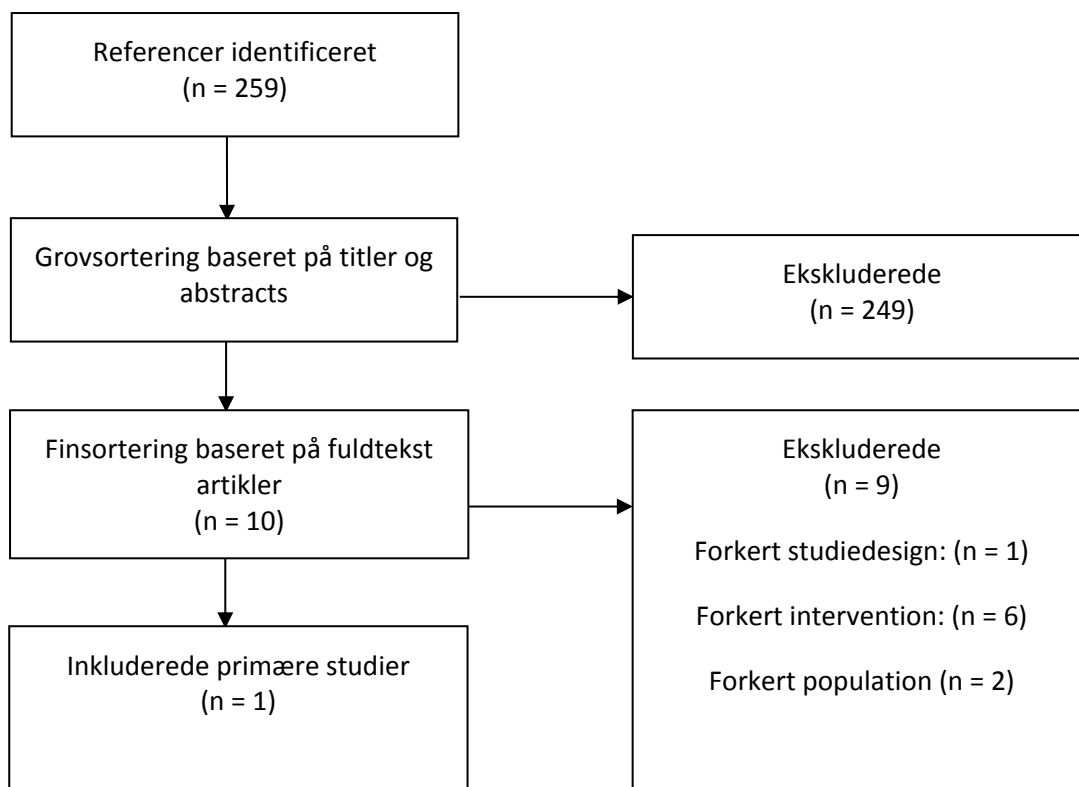 Referencer identificeret
(n = 259)
Grovsortering baseret på titler og
abstracts
Ekskluderede
(n = 249)
Finsortering baseret på fuldtekst
artikler
(n = 10)
Ekskluderede
(n = 9)
Forkert studiedesign: (n = 1)
Forkert intervention: (n = 6)
Forkert population (n = 2)
Inkluderede primære studier
(n = 1)